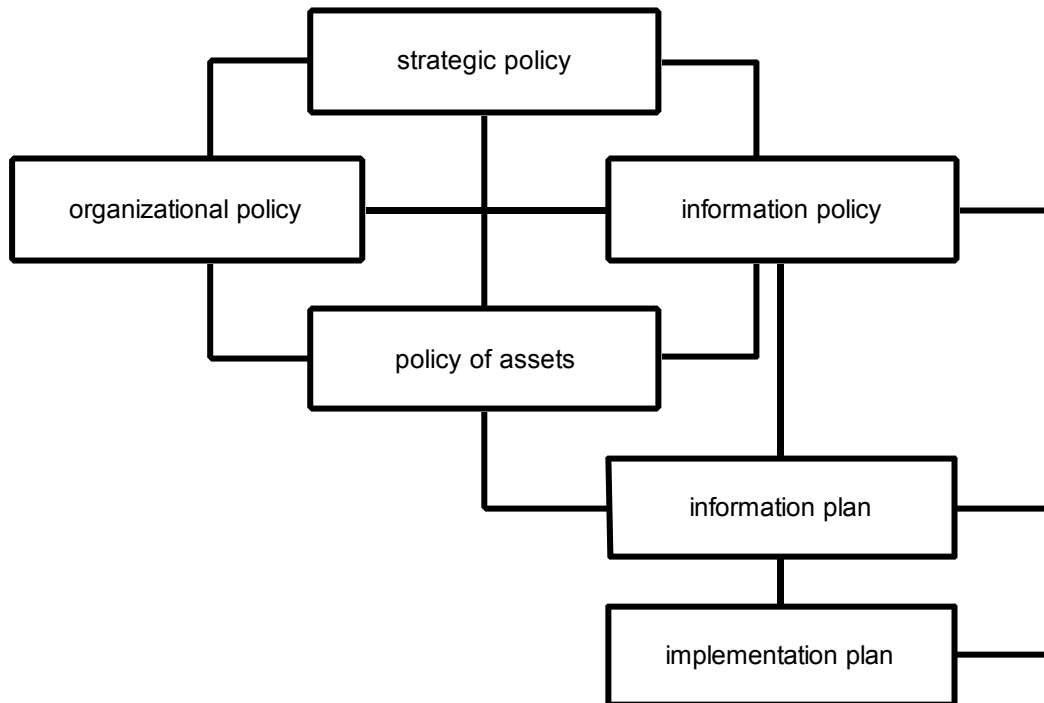 strategic policy
organizational policy
information policy
policy of assets
information plan
implementation plan